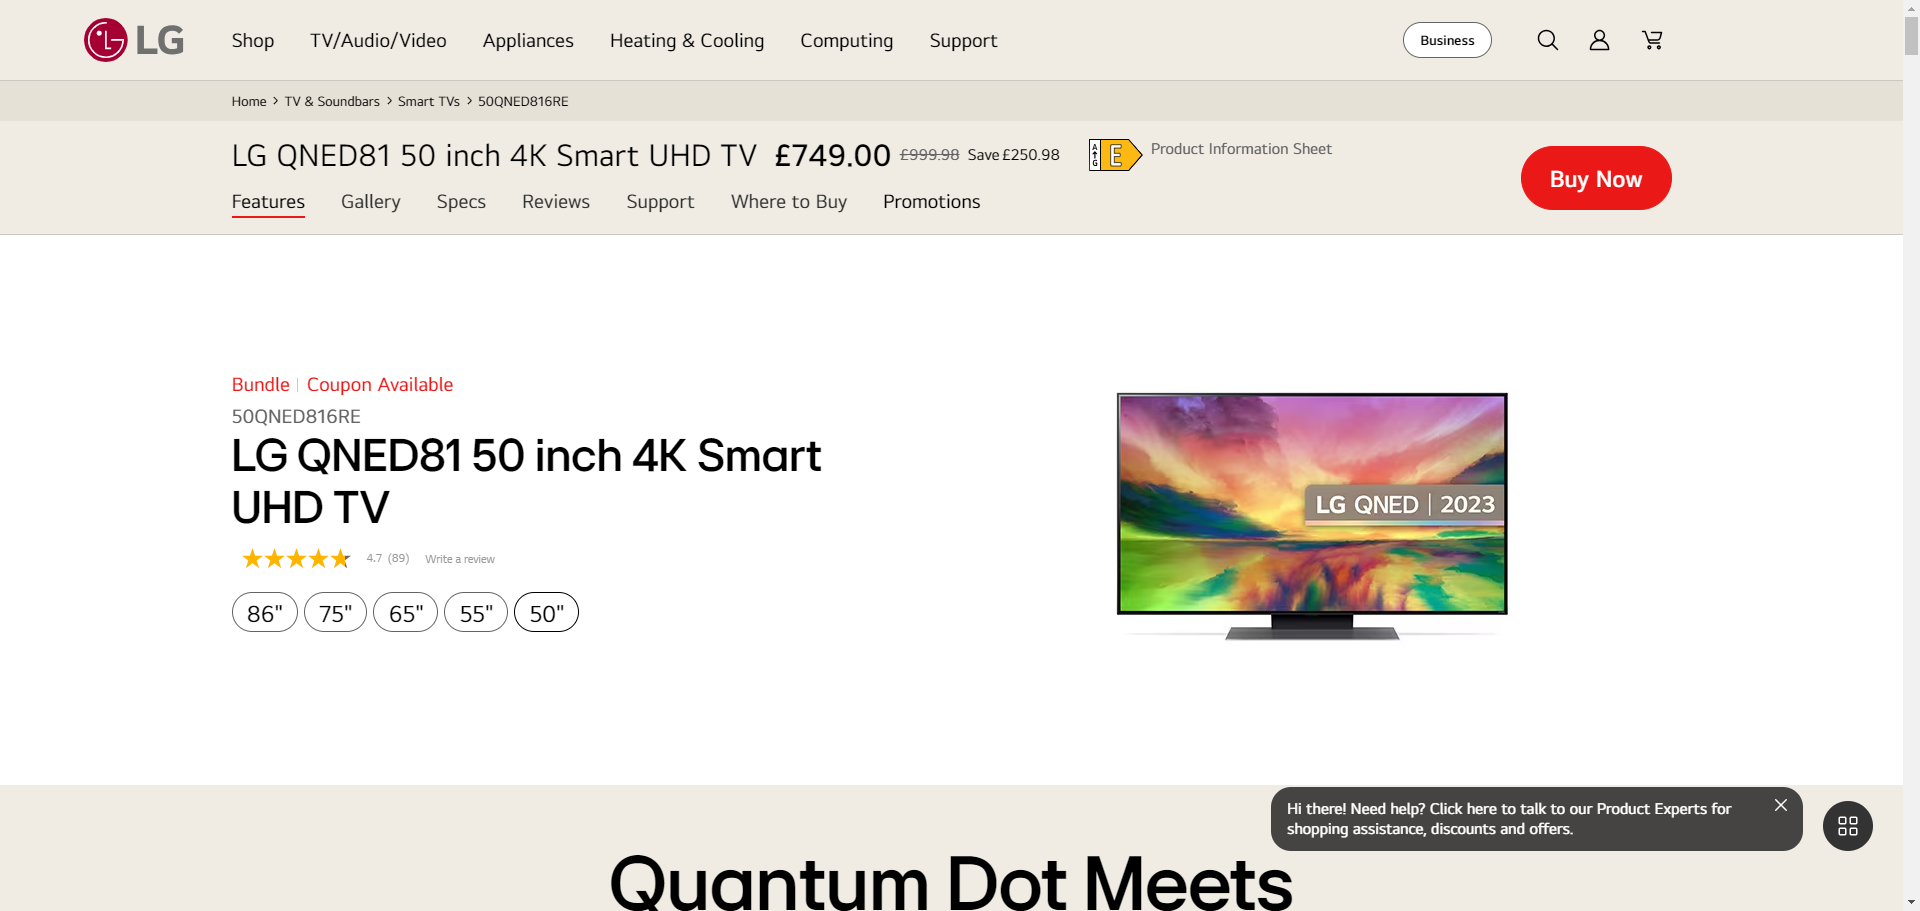 LG
Shop
TV/Audio/Video
Appliances
Heating & Cooling
Computing
Support
Business
Home > TV & Soundbars > Smart TVs > 50QNED816RE
LG QNED81 50 inch 4K Smart UHD TV £749.00 £999.98 Save £250.98
A
G
E
Product Information Sheet
Features
Gallery
Specs
Reviews
Support
Where to Buy
Promotions
Buy Now
Bundle | Coupon Available
50QNED816RE
LG QNED81 50 inch 4K Smart
UHD TV
4.7 (89) Write a review
86"
75"
65"
55"
50"
LG QNED | 2023
Hi there! Need help? Click here to talk to our Product Experts for
shopping assistance, discounts and offers.
Quantum Dot Meets